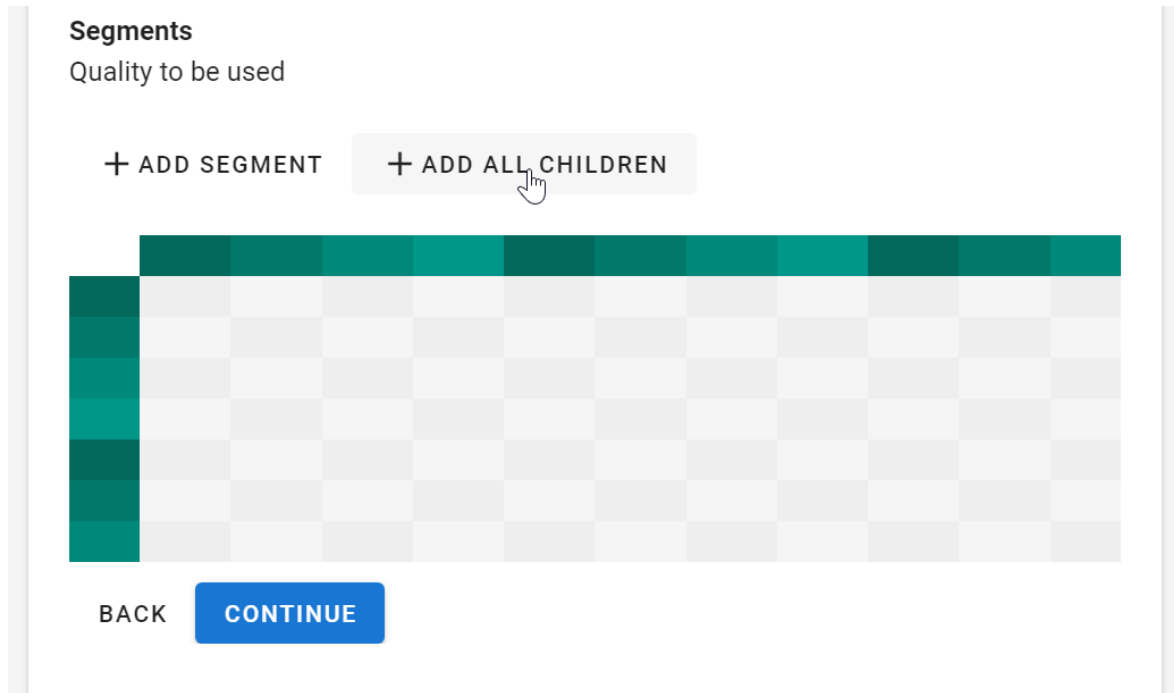 Segments
Quality to be used
+ ADD SEGMENT + ADD ALL CHILDREN
BACK CONTINUE